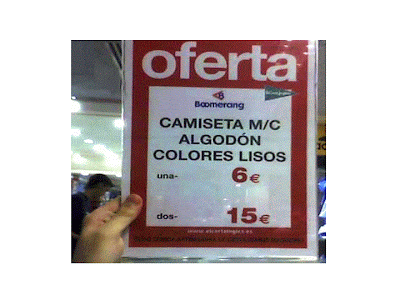 oferta
Boomerang
CAMISETA M/C
ALGODÓN
COLORES LISOS
una- 6€
dos- 15€